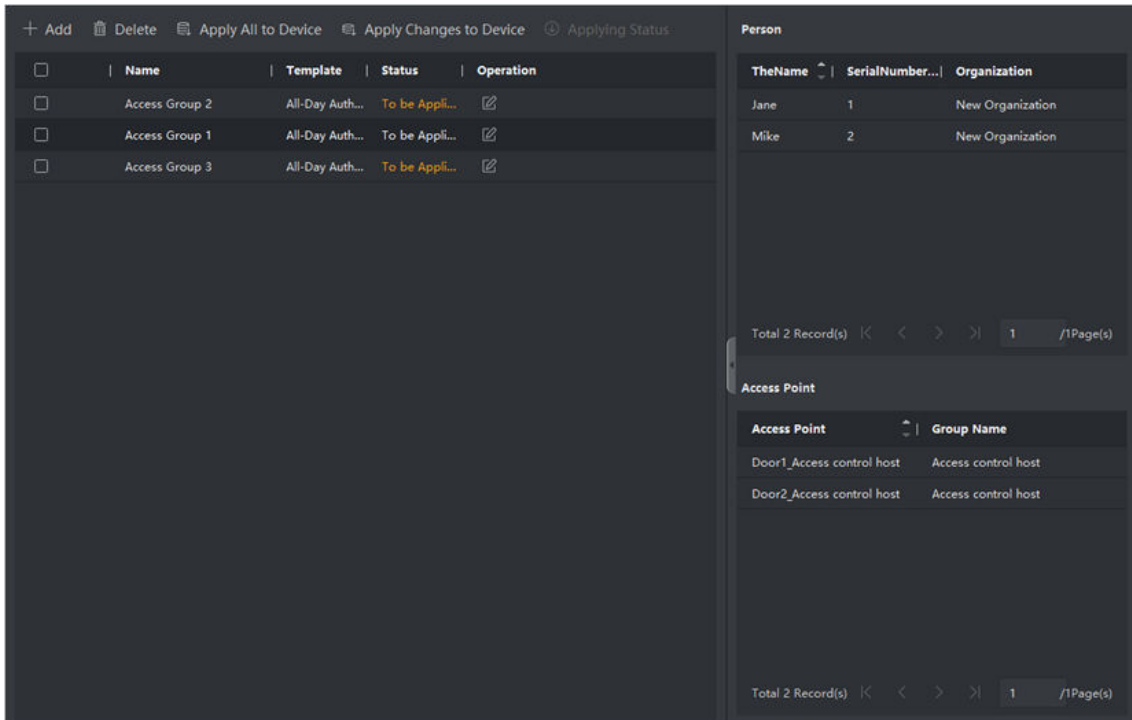 Add Delete Apply All to Device Apply Changes to Device Applying Status
Name Template Status Operation
Access Group 2 All-Day Auth... To be Appli...
Access Group 1 All-Day Auth... To be Appli...
Access Group 3 All-Day Auth... To be Appli...
Person
TheName SerialNumber... Organization
Jane 1 New Organization
Mike 2 New Organization
Total 2 Record(s) 1 /1Page(s)
Access Point
Access Point Group Name
Door1_Access control host Access control host
Door2_Access control host Access control host
Total 2 Record(s) 1 /1Page(s)